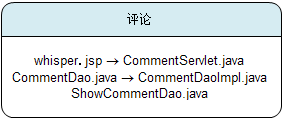 评论
whisper.jsp → CommentServlet.java
CommentDao.java → CommentDaoImpl.java
ShowCommentDao.java